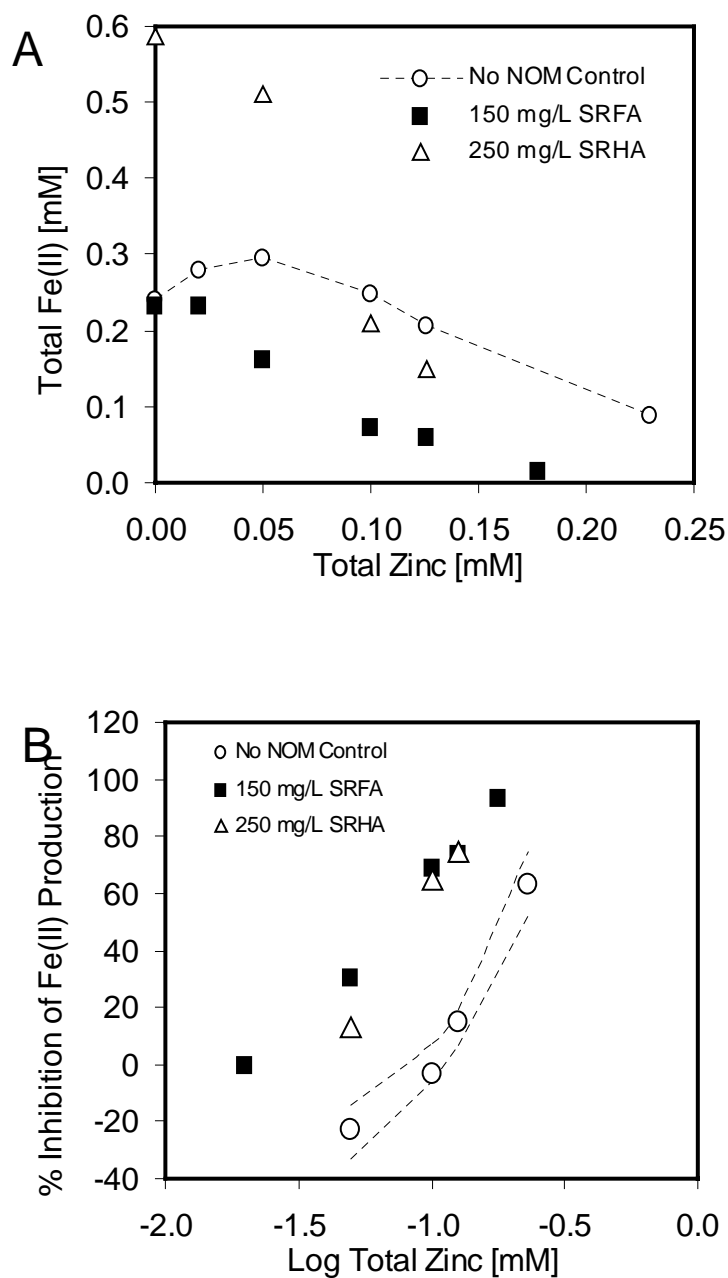 A
Total Fe(II) [mM]
0.6
0.5
0.4
0.3
0.2
0.1
0.0
No NOM Control
150 mg/L SRFA
250 mg/L SRHA
0.00 0.05 0.10 0.15 0.20 0.25
Total Zinc [mM]
B
% Inhibition of Fe(II) Production
120
100
80
60
40
20
0
-20
-40
No NOM Control
150 mg/L SRFA
250 mg/L SRHA
-2.0 -1.5 -1.0 -0.5 0.0
Log Total Zinc [mM]